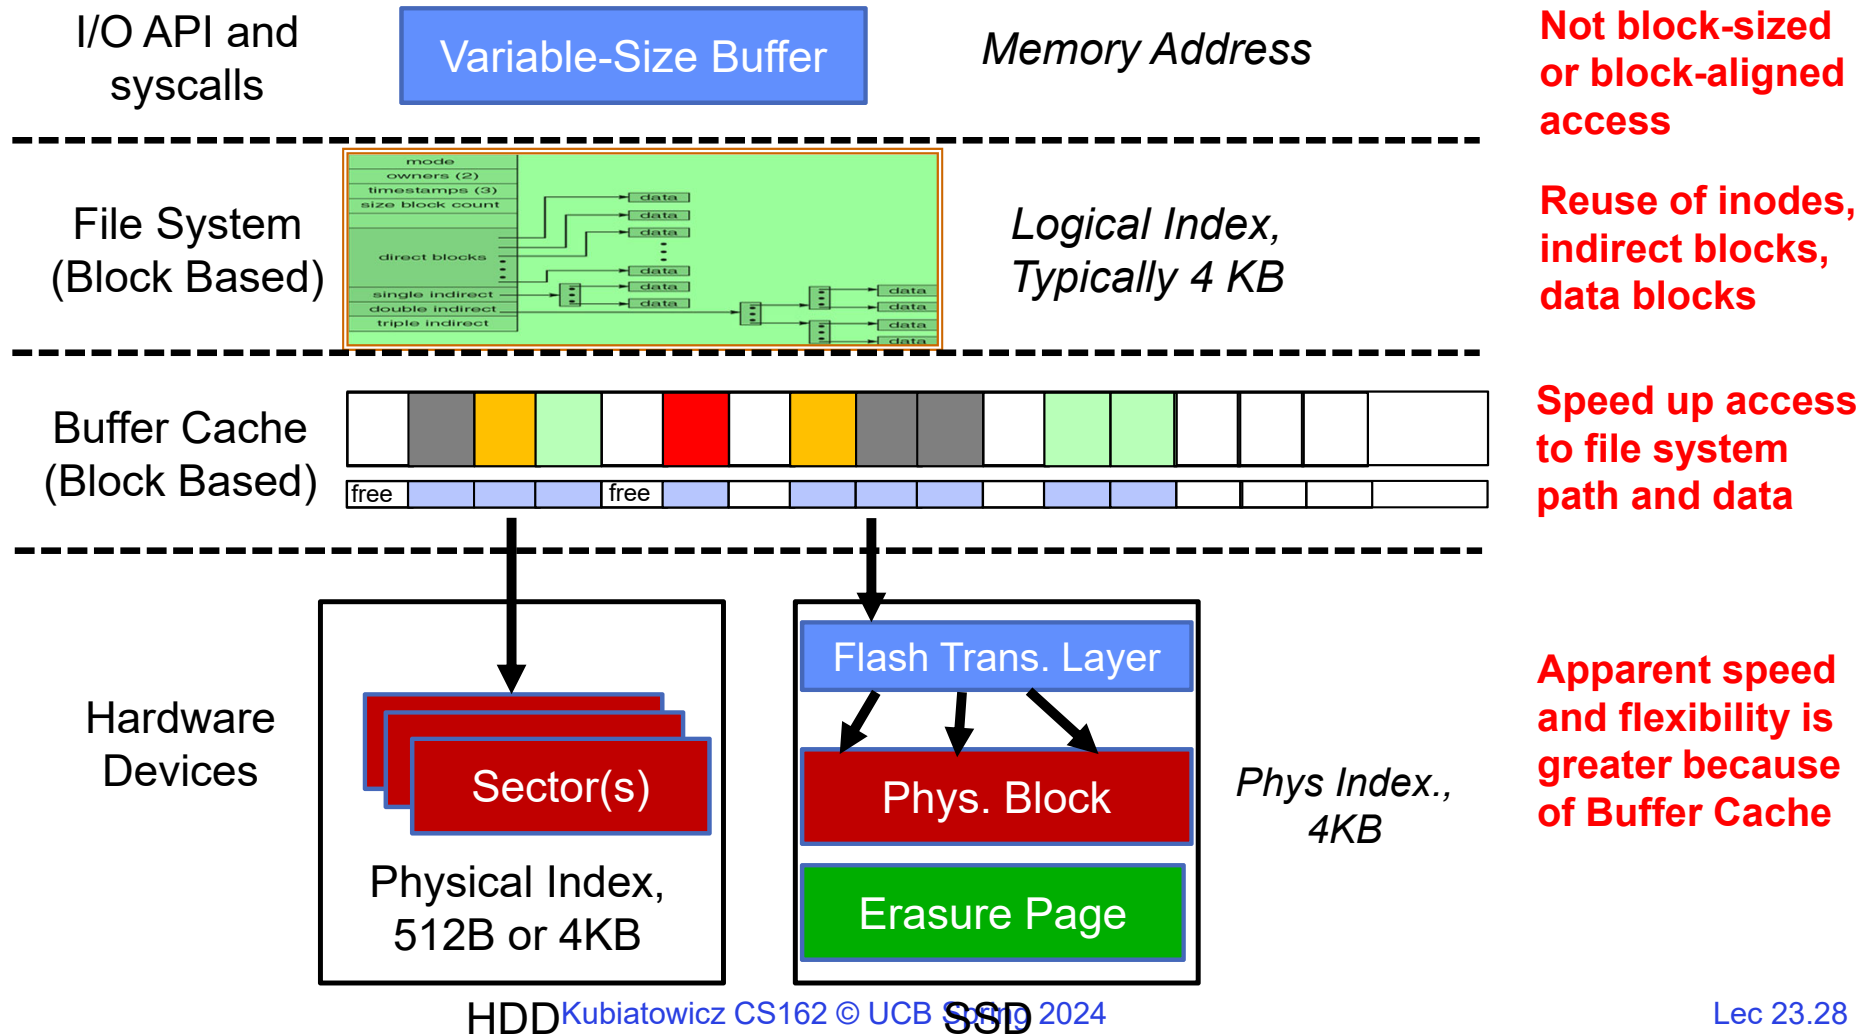 I/O API and
syscalls
Variable-Size Buffer
Memory Address
Not block-sized
or block-aligned
access
File System
(Block Based)
mode
owners (2)
timestamps (3)
size block count
direct blocks
single indirect
double indirect
triple indirect
data
data
data
data
data
data
data
data
data
data
Logical Index,
Typically 4 KB
Reuse of inodes,
indirect blocks,
data blocks
Buffer Cache
(Block Based)
free
free
Speed up access
to file system
path and data
Hardware
Devices
Sector(s)
Physical Index,
512B or 4KB
HDD
Flash Trans. Layer
Phys. Block
Erasure Page
SSD
Phys Index.,
4KB
Apparent speed
and flexibility is
greater because
of Buffer Cache
Kubiatowicz CS162 © UCB Spring 2024
Lec 23.28